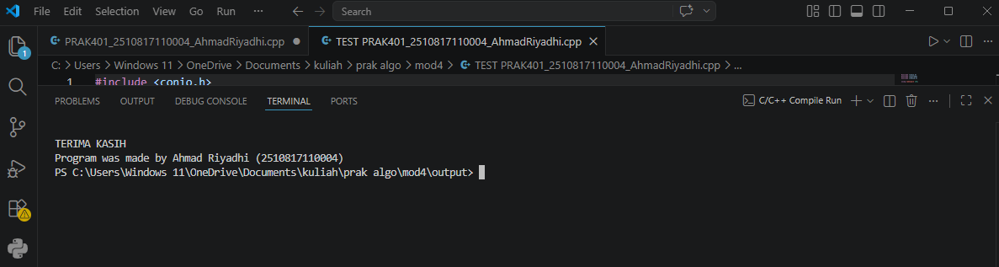 File Edit Selection View Go Run ··· Search
PRAK401_2510817110004_AhmadRiyadhi.cpp TEST PRAK401_2510817110004_AhmadRiyadhi.cpp
C: > Users > Windows 11 > OneDrive > Documents > kuliah > prak algo > mod4 > TEST PRAK401_2510817110004_AhmadRiyadhi.cpp > ...
1 #include <conio.h>
PROBLEMS OUTPUT DEBUG CONSOLE TERMINAL PORTS C/C++ Compile Run
TERIMA KASIH
Program was made by Ahmad Riyadhi (2510817110004)
PS C:\Users\Windows 11\OneDrive\Documents\kuliah\prak algo\mod4\output>
1